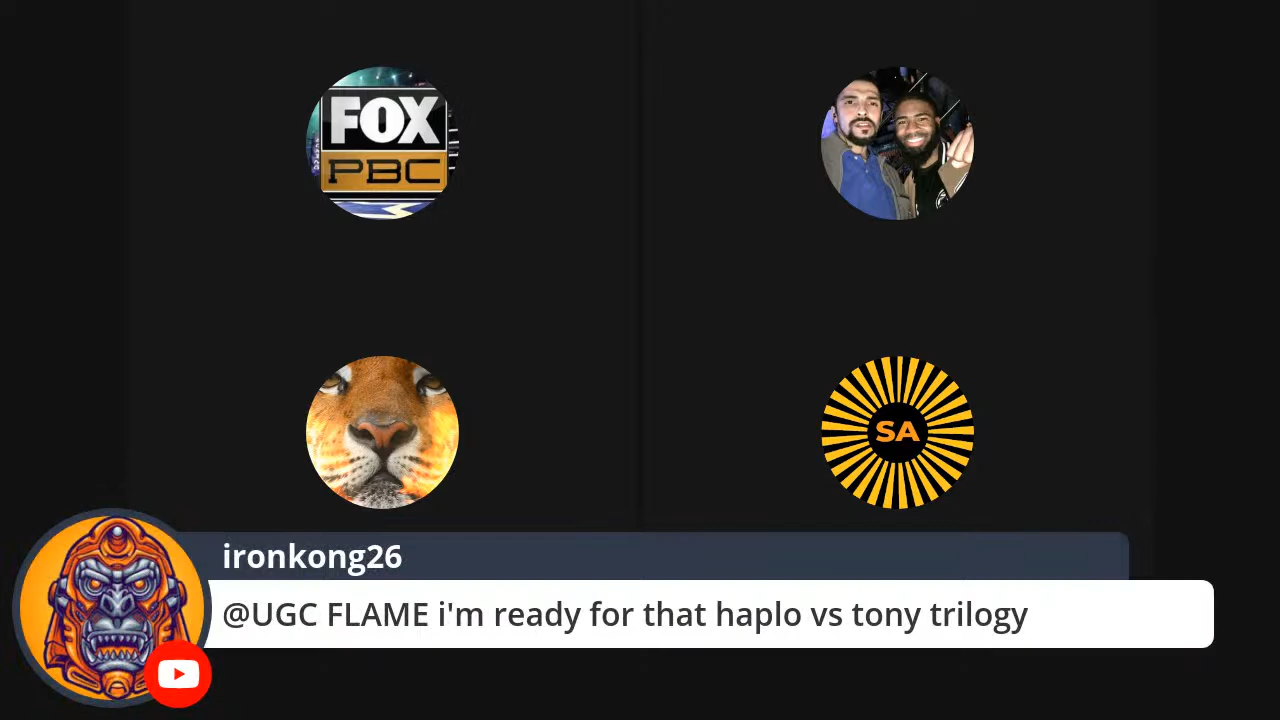 FOX
PBC
SA
ironkong26
@UGC FLAME i'm ready for that haplo vs tony trilogy